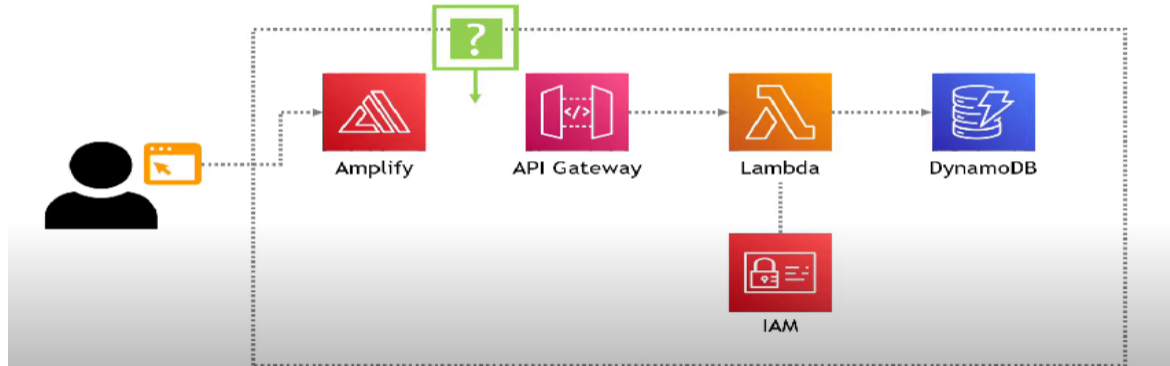 ?
Amplify
API Gateway
</>
Lambda
DynamoDB
IAM